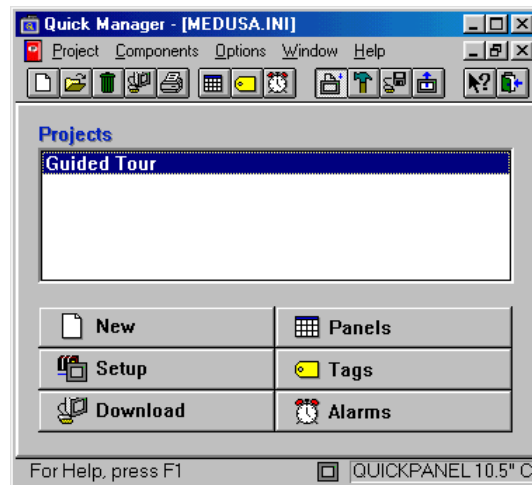 Quick Manager - [MEDUSA.INI]
Project Components Options Window Help
Projects
Guided Tour
New Panels
Setup Tags
Download Alarms
For Help, press F1 QUICKPANEL 10.5" C